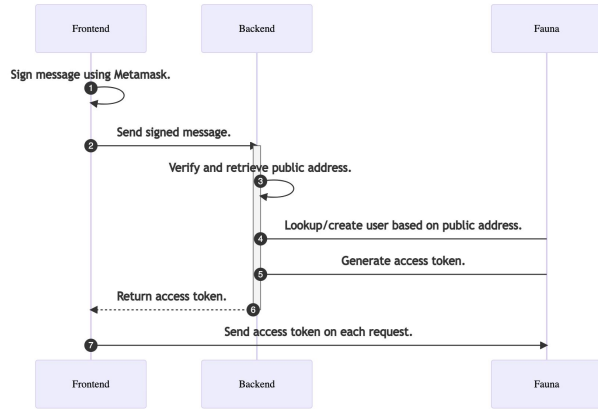 Frontend
Backend
Fauna
Sign message using Metamask.
1
Send signed message.
2
Verify and retrieve public address.
3
Lookup/create user based on public address.
4
Generate access token.
5
Return access token.
6
Send access token on each request.
7
Frontend
Backend
Fauna